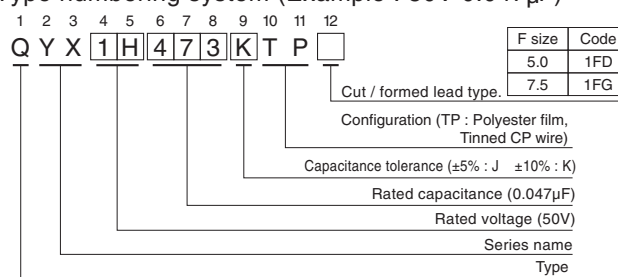 Type numbering system (Example : 50V 0.047µF)
1 2 3 4 5 6 7 8 9 10 11 12
Q Y X 1 H 4 7 3 K T P
F size Code
5.0 1FD
7.5 1FG
Cut / formed lead type.
Configuration (TP : Polyester film,
Tinned CP wire)
Capacitance tolerance (±5% : J ±10% : K)
Rated capacitance (0.047µF)
Rated voltage (50V)
Series name
Type